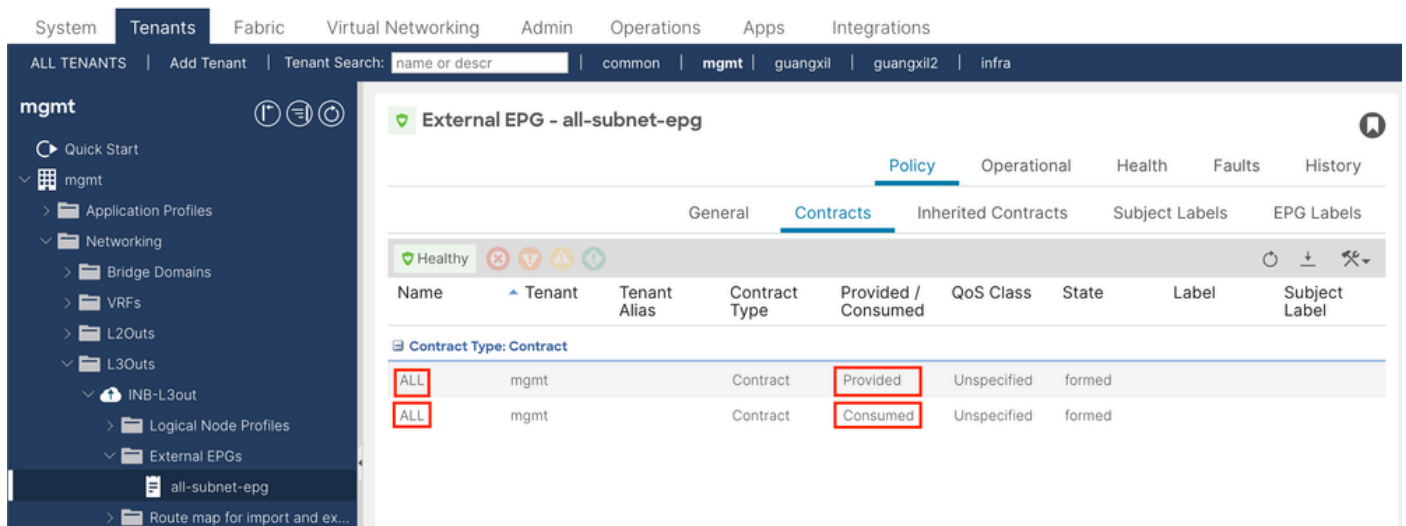 System Tenants Fabric Virtual Networking Admin Operations Apps Integrations
ALL TENANTS | Add Tenant | Tenant Search: name or descr | common | mgmt | guangxil | guangxil2 | infra
mgmt
Quick Start
mgmt
Application Profiles
Networking
Bridge Domains
VRFs
L2Outs
L3Outs
INB-L3out
Logical Node Profiles
External EPGs
all-subnet-epg
Route map for import and ex...
External EPG - all-subnet-epg
Policy Operational Health Faults History
General Contracts Inherited Contracts Subject Labels EPG Labels
Healthy
Name Tenant Tenant Alias Contract Type Provided / Consumed QoS Class State Label Subject Label
Contract Type: Contract
ALL mgmt Contract Provided Unspecified formed
ALL mgmt Contract Consumed Unspecified formed